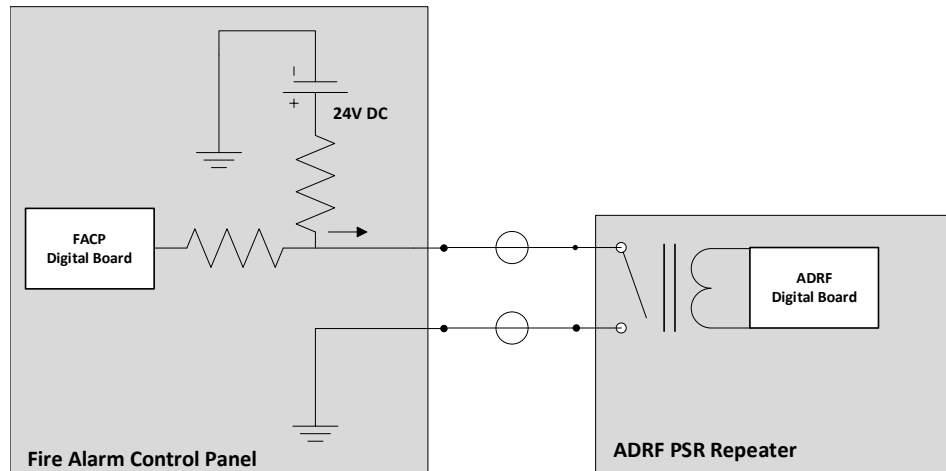 -
+
24V DC
FACP
Digital Board
ADRF
Digital Board
Fire Alarm Control Panel
ADRF PSR Repeater